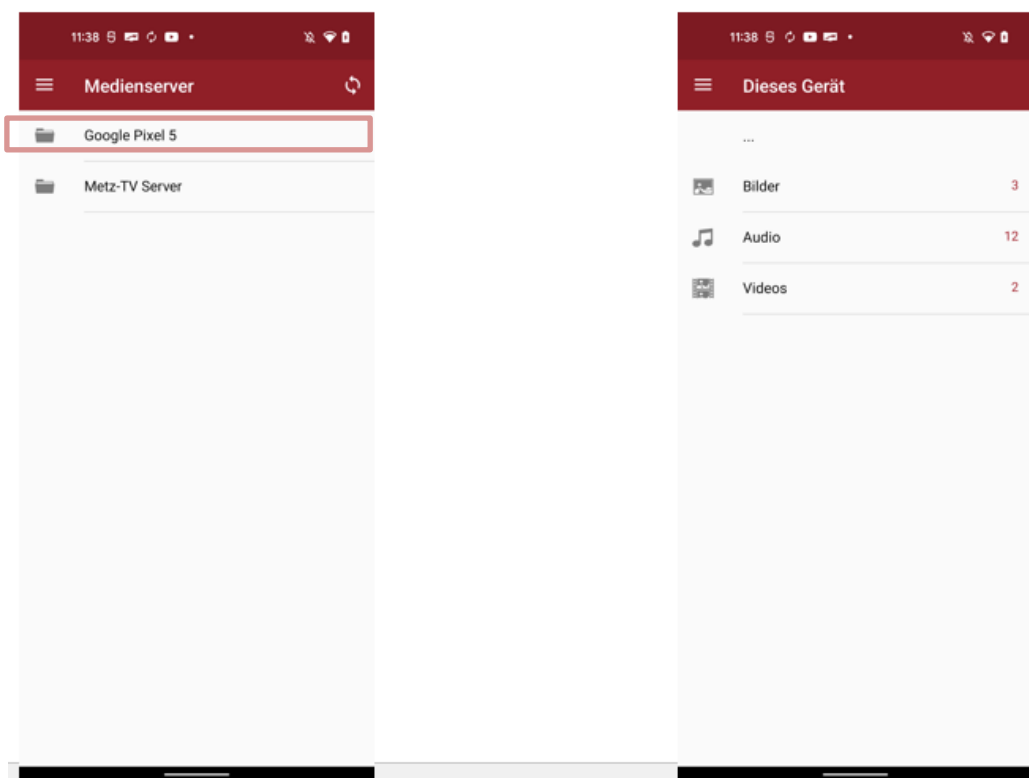 11:38
Medienserver
Google Pixel 5
Metz-TV Server
11:38
Dieses Gerät
...
Bilder 3
Audio 12
Videos 2